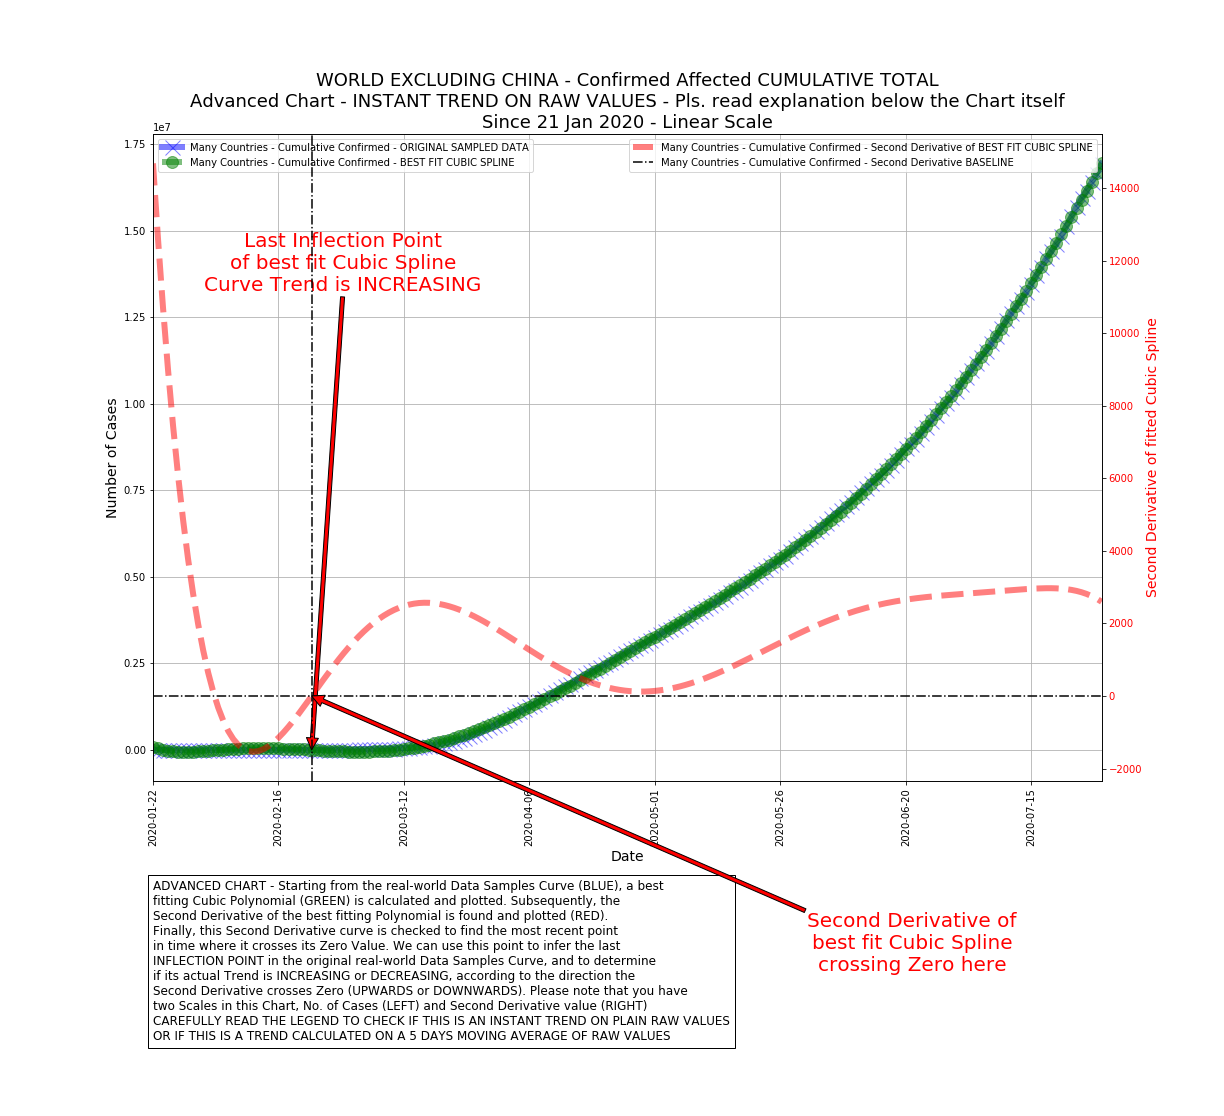 WORLD EXCLUDING CHINA - Confirmed Affected CUMULATIVE TOTAL
Advanced Chart - INSTANT TREND ON RAW VALUES - Pls. read explanation below the Chart itself
Since 21 Jan 2020 - Linear Scale
1e7
Many Countries - Cumulative Confirmed - ORIGINAL SAMPLED DATA
Many Countries - Cumulative Confirmed - BEST FIT CUBIC SPLINE
Many Countries - Cumulative Confirmed - Second Derivative of BEST FIT CUBIC SPLINE
Many Countries - Cumulative Confirmed - Second Derivative BASELINE
Last Inflection Point
of best fit Cubic Spline
Curve Trend is INCREASING
Number of Cases
1.75
1.50
1.25
1.00
0.75
0.50
0.25
0.00
14000
12000
10000
8000
6000
4000
2000
0
−2000
Second Derivative of fitted Cubic Spline
2020-01-22
2020-02-16
2020-03-12
2020-04-06
2020-05-01
2020-05-26
2020-06-20
2020-07-15
Date
ADVANCED CHART - Starting from the real-world Data Samples Curve (BLUE), a best
fitting Cubic Polynomial (GREEN) is calculated and plotted. Subsequently, the
Second Derivative of the best fitting Polynomial is found and plotted (RED).
Finally, this Second Derivative curve is checked to find the most recent point
in time where it crosses its Zero Value. We can use this point to infer the last
INFLECTION POINT in the original real-world Data Samples Curve, and to determine
if its actual Trend is INCREASING or DECREASING, according to the direction the
Second Derivative crosses Zero (UPWARDS or DOWNWARDS). Please note that you have
two Scales in this Chart, No. of Cases (LEFT) and Second Derivative value (RIGHT)
CAREFULLY READ THE LEGEND TO CHECK IF THIS IS AN INSTANT TREND ON PLAIN RAW VALUES
OR IF THIS IS A TREND CALCULATED ON A 5 DAYS MOVING AVERAGE OF RAW VALUES
Second Derivative of
best fit Cubic Spline
crossing Zero here